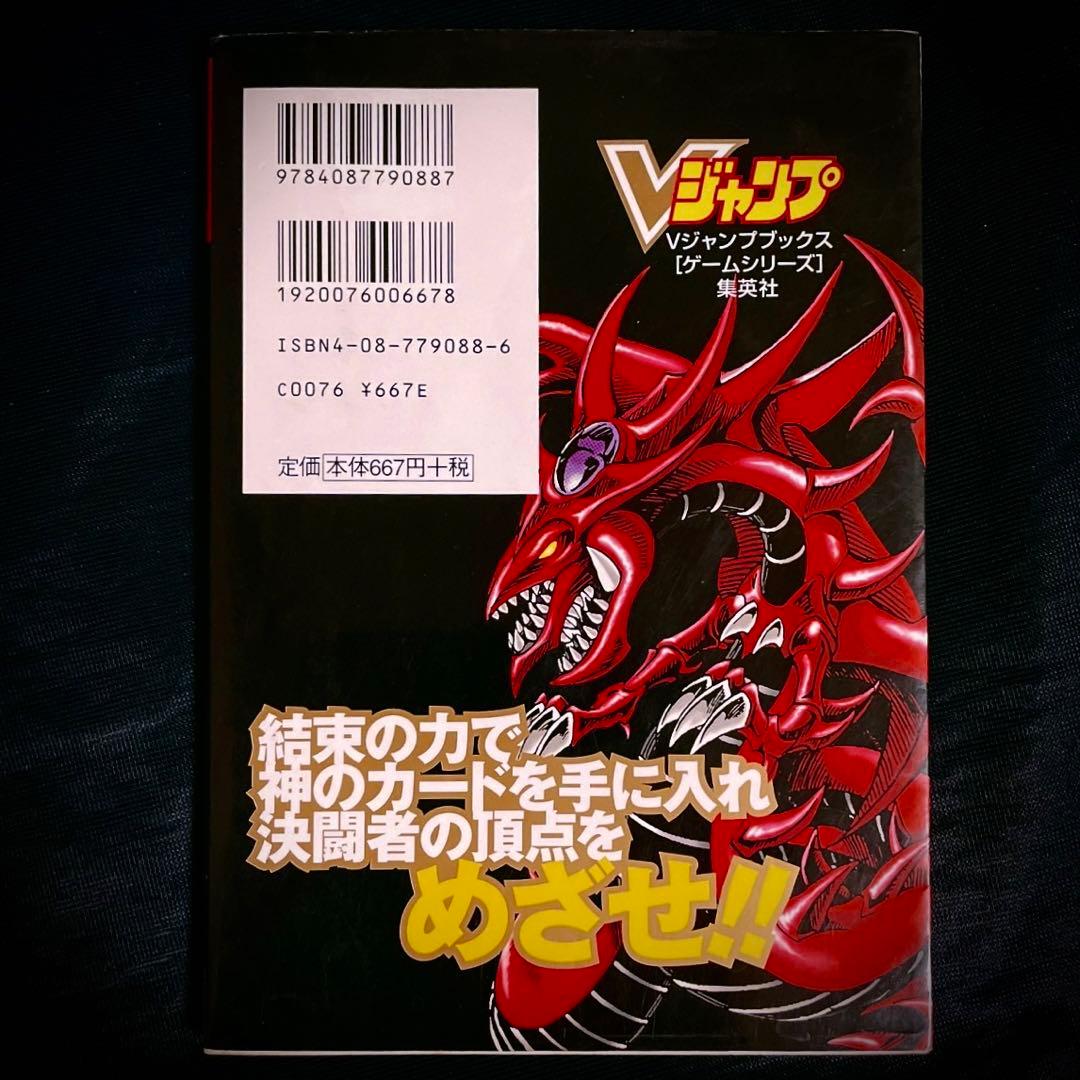 9784087790887
1920076006678
ISBN4-08-779088-6
C0076 ¥667E
定価 本体667円+税
Vジャンプ
Vジャンプブックス
[ゲームシリーズ]
集英社
結束の力で
神のカードを手に入れ
決闘者の頂点を
めざせ!!